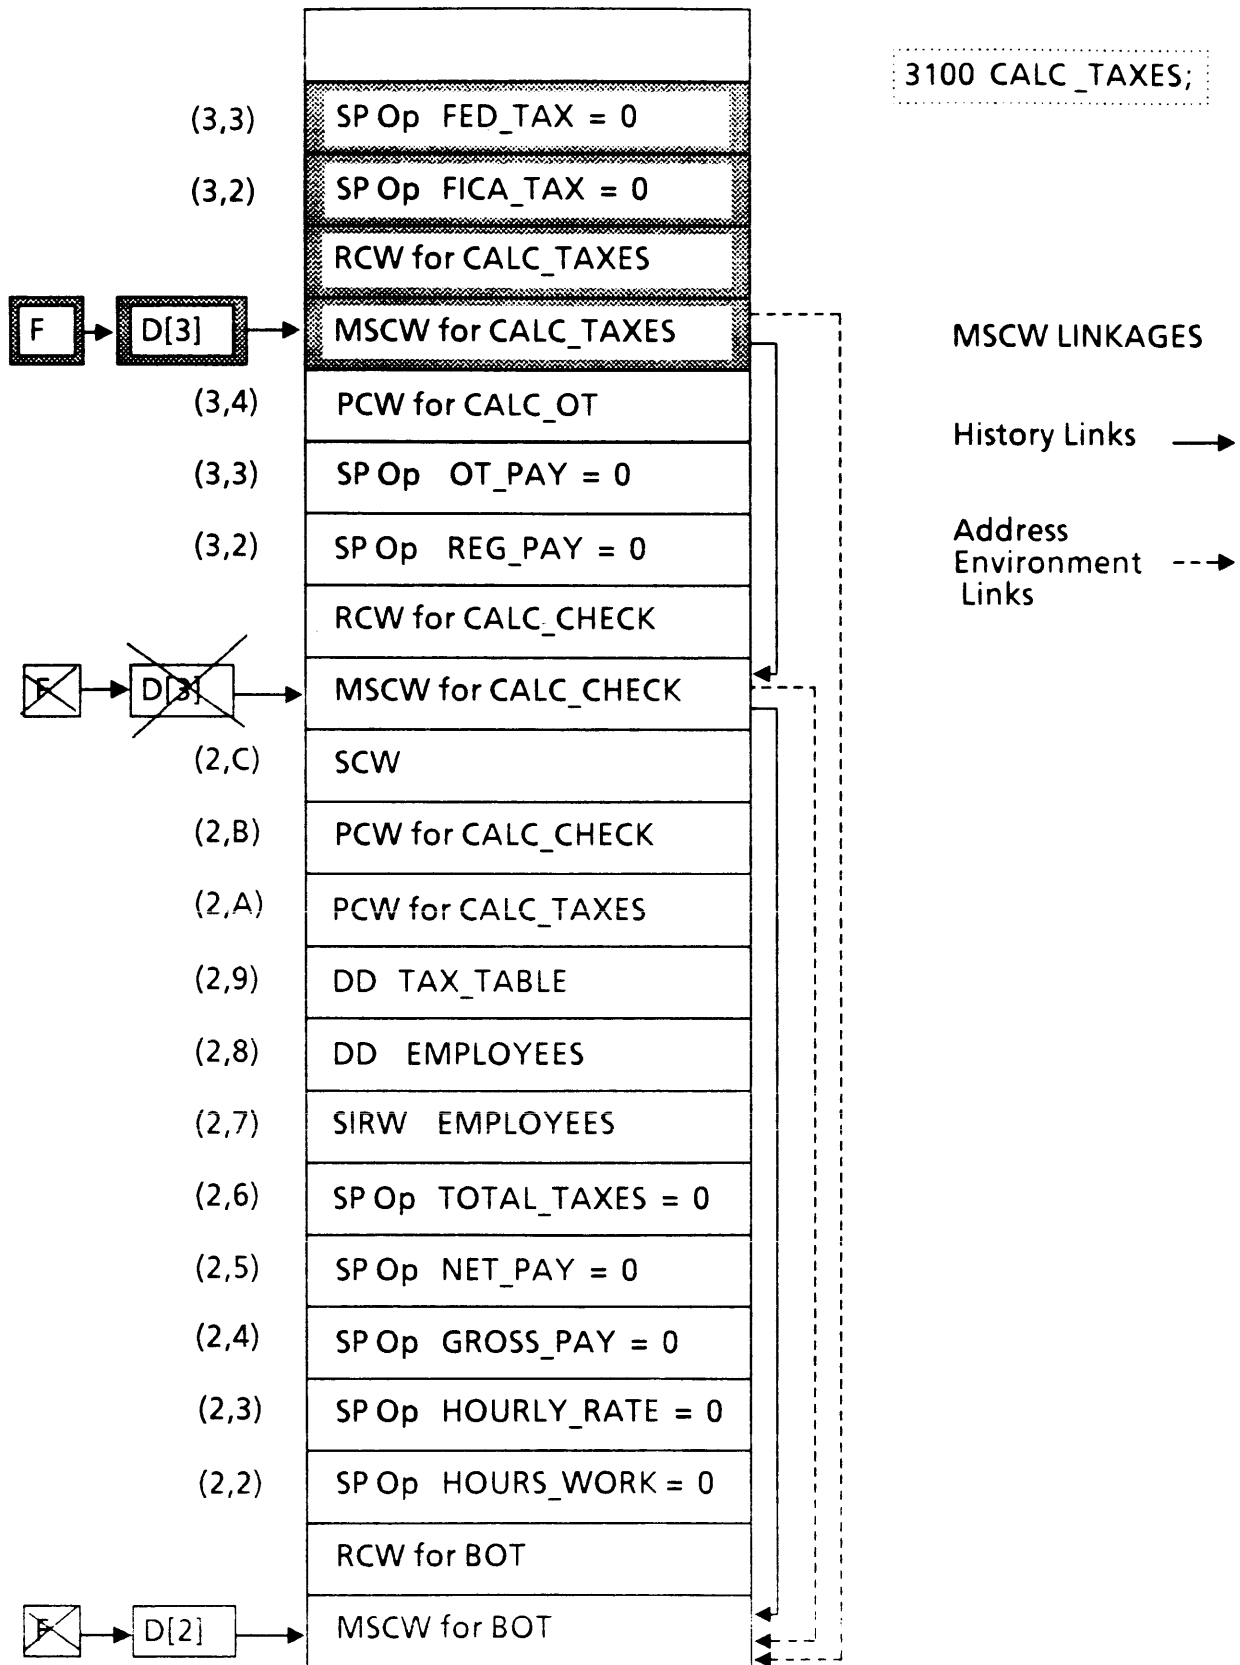 3100 CALC_TAXES;
(3,3) SP Op FED_TAX = 0
(3,2) SP Op FICA_TAX = 0
RCW for CALC_TAXES
F D[3] MSCW for CALC_TAXES
MSCW LINKAGES
(3,4) PCW for CALC_OT
History Links
(3,3) SP Op OT_PAY = 0
(3,2) SP Op REG_PAY = 0
Address
Environment
Links
RCW for CALC_CHECK
F D[3] MSCW for CALC_CHECK
(2,C) SCW
(2,B) PCW for CALC_CHECK
(2,A) PCW for CALC_TAXES
(2,9) DD TAX_TABLE
(2,8) DD EMPLOYEES
(2,7) SIRW EMPLOYEES
(2,6) SP Op TOTAL_TAXES = 0
(2,5) SP Op NET_PAY = 0
(2,4) SP Op GROSS_PAY = 0
(2,3) SP Op HOURLY_RATE = 0
(2,2) SP Op HOURS_WORK = 0
RCW for BOT
F D[2] MSCW for BOT